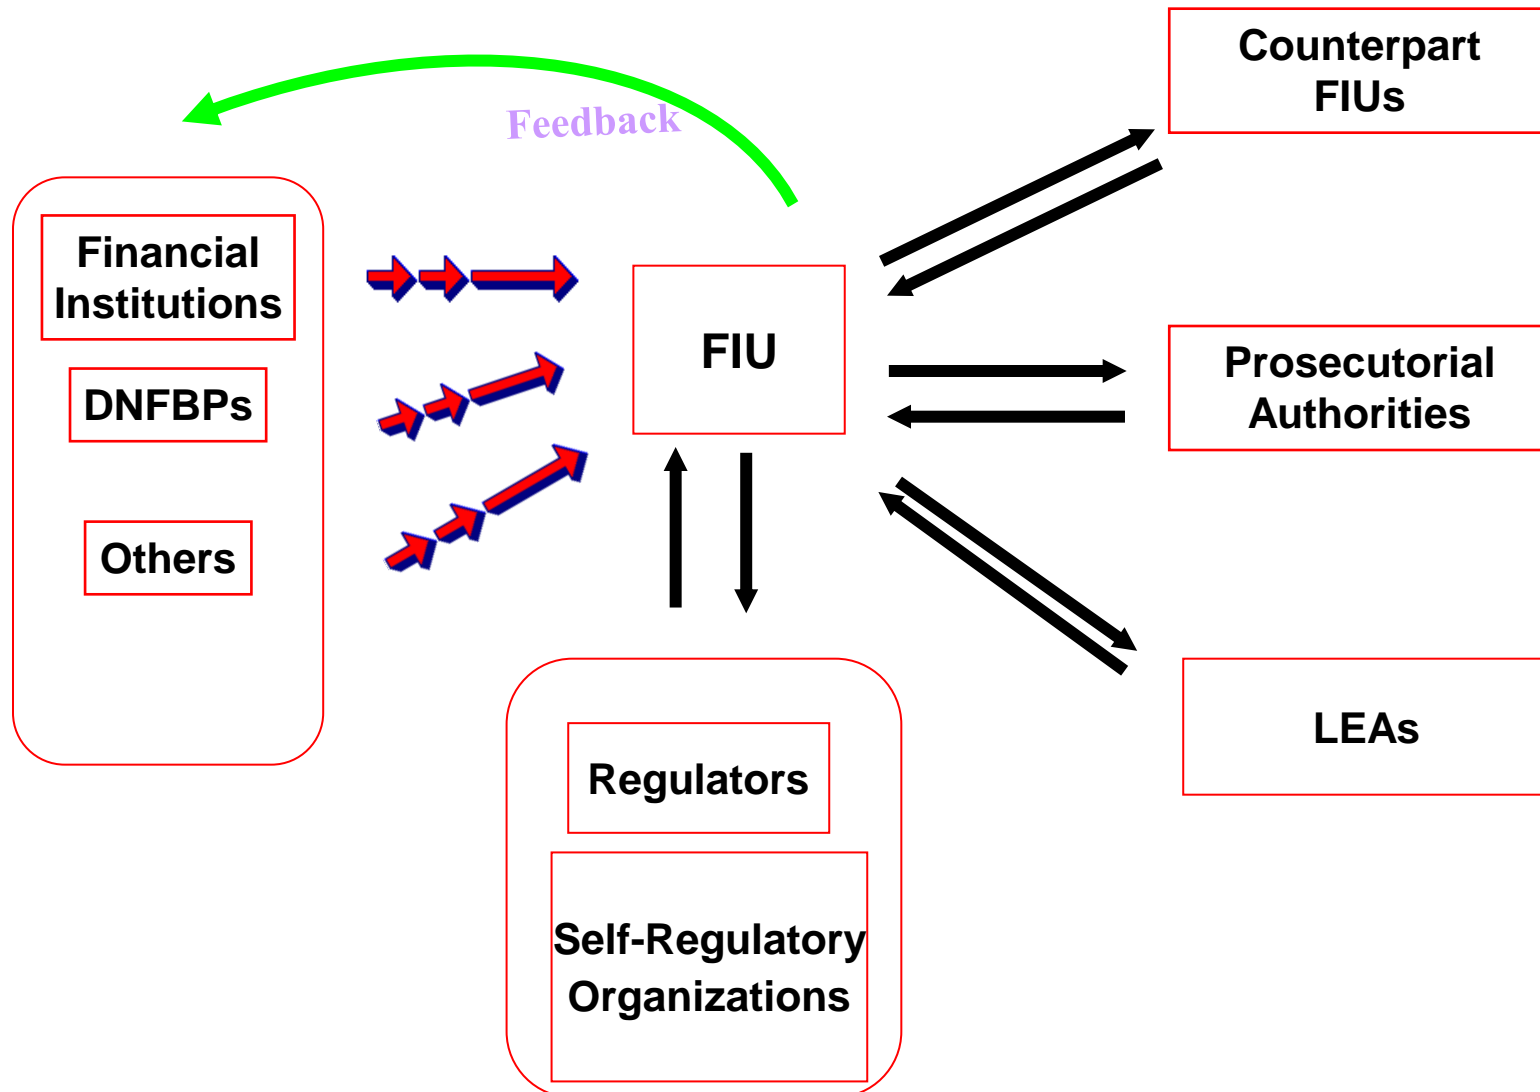 Counterpart
FIUs
Feedback
Financial
Institutions
DNFBPs
Others
FIU
Prosecutorial
Authorities
LEAs
Regulators
Self-Regulatory
Organizations